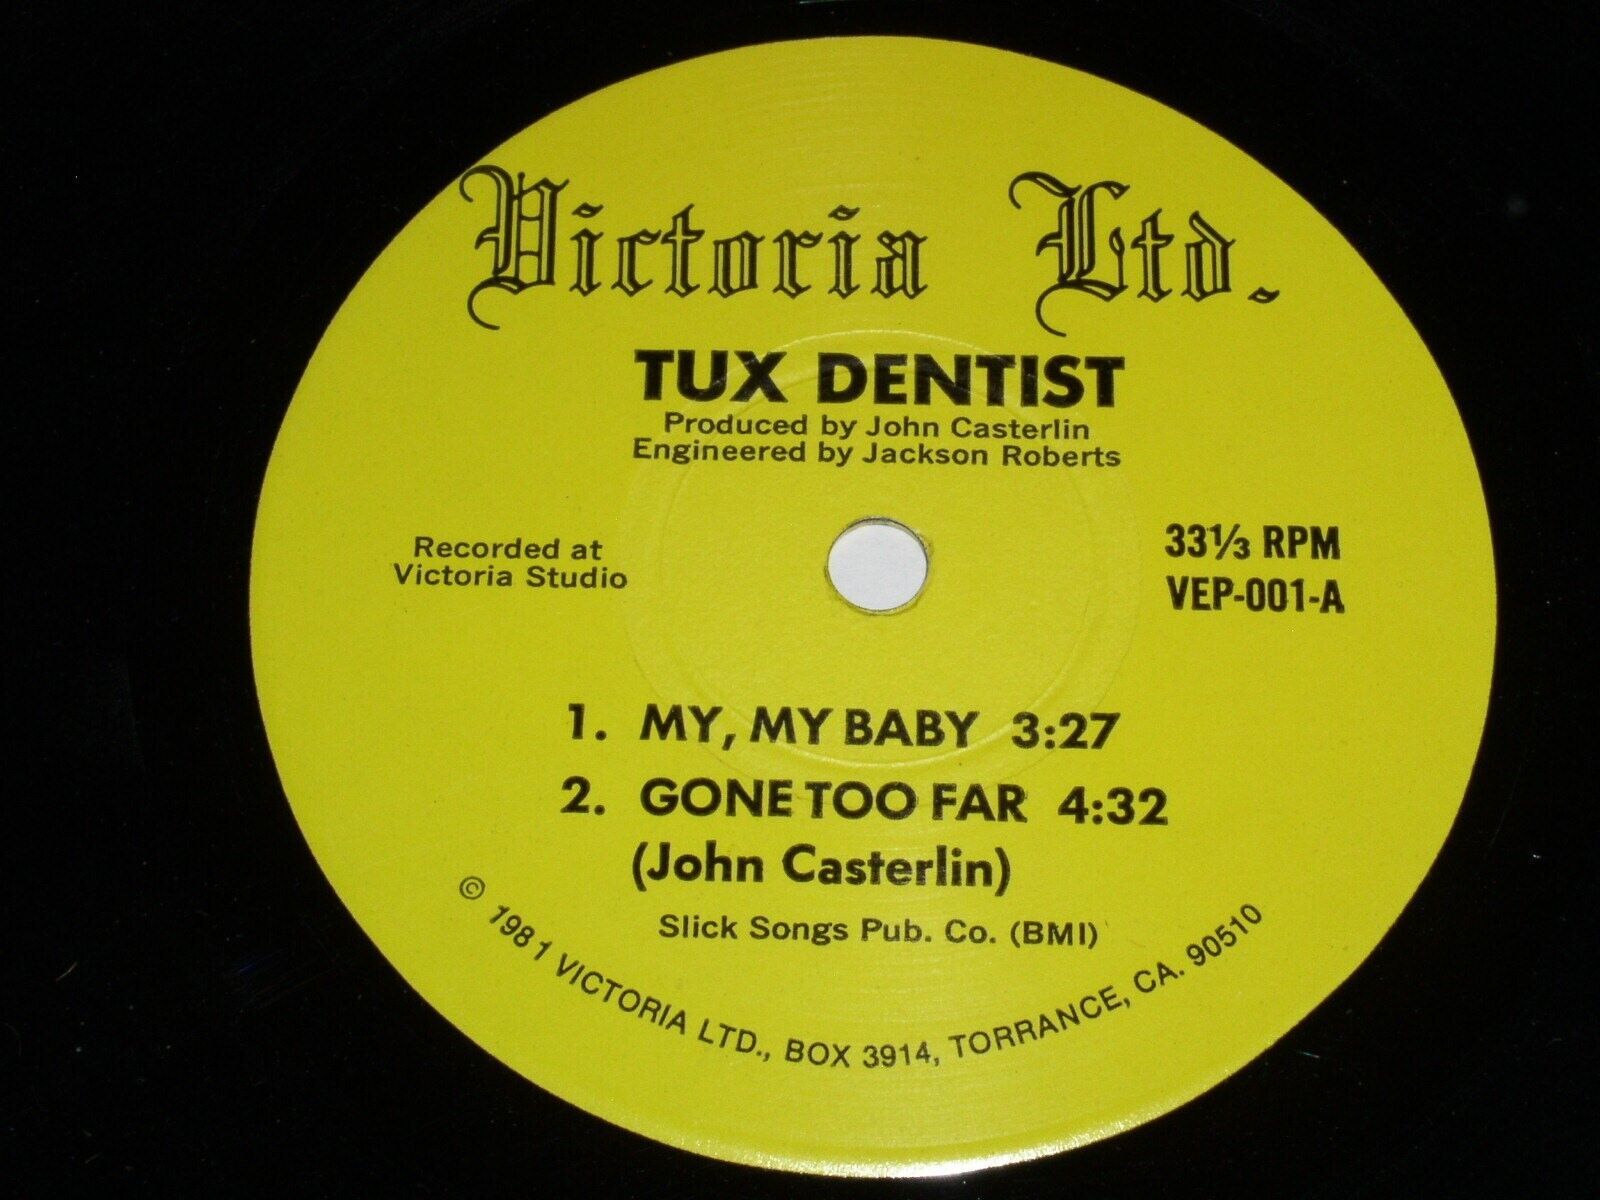 Victoria Ltd.
TUX DENTIST
Produced by John Casterlin
Engineered by Jackson Roberts
Recorded at
Victoria Studio
33⅓ RPM
VEP-001-A
1. MY, MY BABY 3:27
2. GONE TOO FAR 4:32
(John Casterlin)
Slick Songs Pub. Co. (BMI)
© 1981 VICTORIA LTD., BOX 3914, TORRANCE, CA. 90510